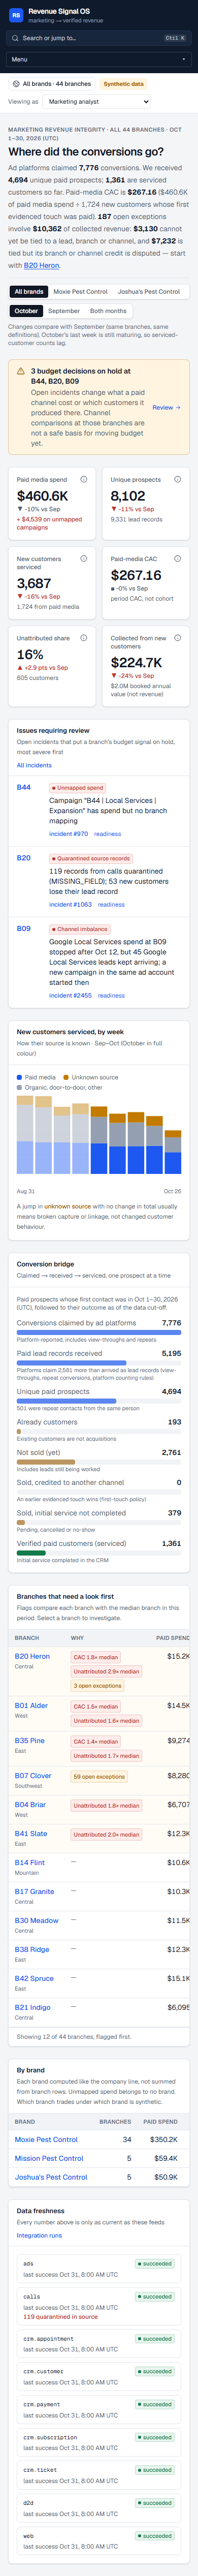 RS
Revenue Signal OS
marketing → verified revenue
Search or jump to...
Ctrl K
Menu
All brands · 44 branches
Synthetic data
Viewing as
Marketing analyst
MARKETING REVENUE INTEGRITY · ALL 44 BRANCHES · OCT
1–30, 2026 (UTC)
Where did the conversions go?
Ad platforms claimed 7,776 conversions. We received
4,694 unique paid prospects; 1,361 are serviced
customers so far. Paid-media CAC is $267.16 ($460.6K
of media spend ÷ 1,724 new customers whose first
evidenced touch was paid). 187 open exceptions
involve $10,362 of collected revenue: $3,130 cannot
yet be tied to a lead, branch or channel, and $7,232 is
tied but its branch or channel credit is disputed — start
with B20 Heron.
All brands
Moxie Pest Control
Joshua's Pest Control
October
September
Both months
Changes compare with September (same branches, same
definitions). October's last week is still maturing, so serviced-
customer counts lag.
3 budget decisions on hold at
B44, B20, B09
Open incidents change what a paid
channel cost or which customers it
produced there. Channel
comparisons at those branches are
not a safe basis for moving budget
yet.
Review →
Paid media spend
$460.6K
▼ -10% vs Sep
+ $4,539 on unmapped
campaigns
Unique prospects
8,102
▼ -11% vs Sep
9,331 lead records
New customers
serviced
3,687
▼ -16% vs Sep
1,724 from paid media
Paid-media CAC
$267.16
■ -0% vs Sep
period CAC, not cohort
Unattributed share
16%
▲ +2.9 pts vs Sep
605 customers
Collected from new
customers
$224.7K
▼ -24% vs Sep
$2.0M booked annual
value (not revenue)
Issues requiring review
Open incidents that put a branch's budget signal on hold,
most severe first
All incidents
B44
Unmapped spend
Campaign "B44 | Local Services |
Expansion" has spend but no branch
mapping
incident #970 readiness
B20
Quarantined source records
119 records from calls quarantined
(MISSING_FIELD); 53 new customers
lose their lead record
incident #1063 readiness
B09
Channel imbalance
Google Local Services spend at B09
stopped after Oct 12, but 45 Google
Local Services leads kept arriving; a
new campaign in the same ad account
started then
incident #2455 readiness
New customers serviced, by week
How their source is known · Sep–Oct (October in full
colour)
Paid media
Unknown source
Organic, door-to-door, other
Aug 31
Oct 26
A jump in unknown source with no change in total usually
means broken capture or linkage, not changed customer
behaviour.
Conversion bridge
Claimed → received → serviced, one prospect at a time
Paid prospects whose first contact was in Oct 1–30, 2026
(UTC), followed to their outcome as of the data cut-off.
Conversions claimed by ad platforms 7,776
Platform-reported, includes view-throughs and repeats
Paid lead records received 5,195
Platforms claim 2,581 more than arrived as lead records (view-
throughs, repeat conversions, platform counting rules)
Unique paid prospects 4,694
501 were repeat contacts from the same person
Already customers 193
Existing customers are not acquisitions
Not sold (yet) 2,761
Includes leads still being worked
Sold, credited to another channel 0
An earlier evidenced touch wins (first-touch policy)
Sold, initial service not completed 379
Pending, cancelled or no-show
Verified paid customers (serviced) 1,361
Initial service completed in the CRM
Branches that need a look first
Flags compare each branch with the median branch in this
period. Select a branch to investigate.
BRANCH WHY PAID SPEND
B20 Heron
Central
CAC 1.8× median
Unattributed 2.9× median
3 open exceptions
$15.2K
B01 Alder
West
CAC 1.5× median
Unattributed 1.6× median
$14.5K
B35 Pine
East
CAC 1.4× median
Unattributed 1.7× median
$9,274
B07 Clover
Southwest
59 open exceptions
$8,280
B04 Briar
West
Unattributed 1.8× median
$6,707
B41 Slate
East
Unattributed 2.0× median
$12.3K
B14 Flint
Mountain
—
$10.6K
B17 Granite
Central
—
$10.3K
B30 Meadow
Central
—
$11.5K
B38 Ridge
East
—
$12.3K
B42 Spruce
East
—
$15.1K
B21 Indigo
Central
—
$6,095
Showing 12 of 44 branches, flagged first.
By brand
Each brand computed like the company line, not summed
from branch rows. Unmapped spend belongs to no brand.
Which branch trades under which brand is synthetic.
BRAND BRANCHES PAID SPEND
Moxie Pest Control 34 $350.2K
Mission Pest Control 5 $59.4K
Joshua's Pest Control 5 $50.9K
Data freshness
Every number above is only as current as these feeds
Integration runs
ads
succeeded
last success Oct 31, 8:00 AM UTC
calls
succeeded
last success Oct 31, 8:00 AM UTC
119 quarantined in source
crm.appointment
succeeded
last success Oct 31, 8:00 AM UTC
crm.customer
succeeded
last success Oct 31, 8:00 AM UTC
crm.payment
succeeded
last success Oct 31, 8:00 AM UTC
crm.subscription
succeeded
last success Oct 31, 8:00 AM UTC
crm.ticket
succeeded
last success Oct 31, 8:00 AM UTC
d2d
succeeded
last success Oct 31, 8:00 AM UTC
web
succeeded
last success Oct 31, 8:00 AM UTC